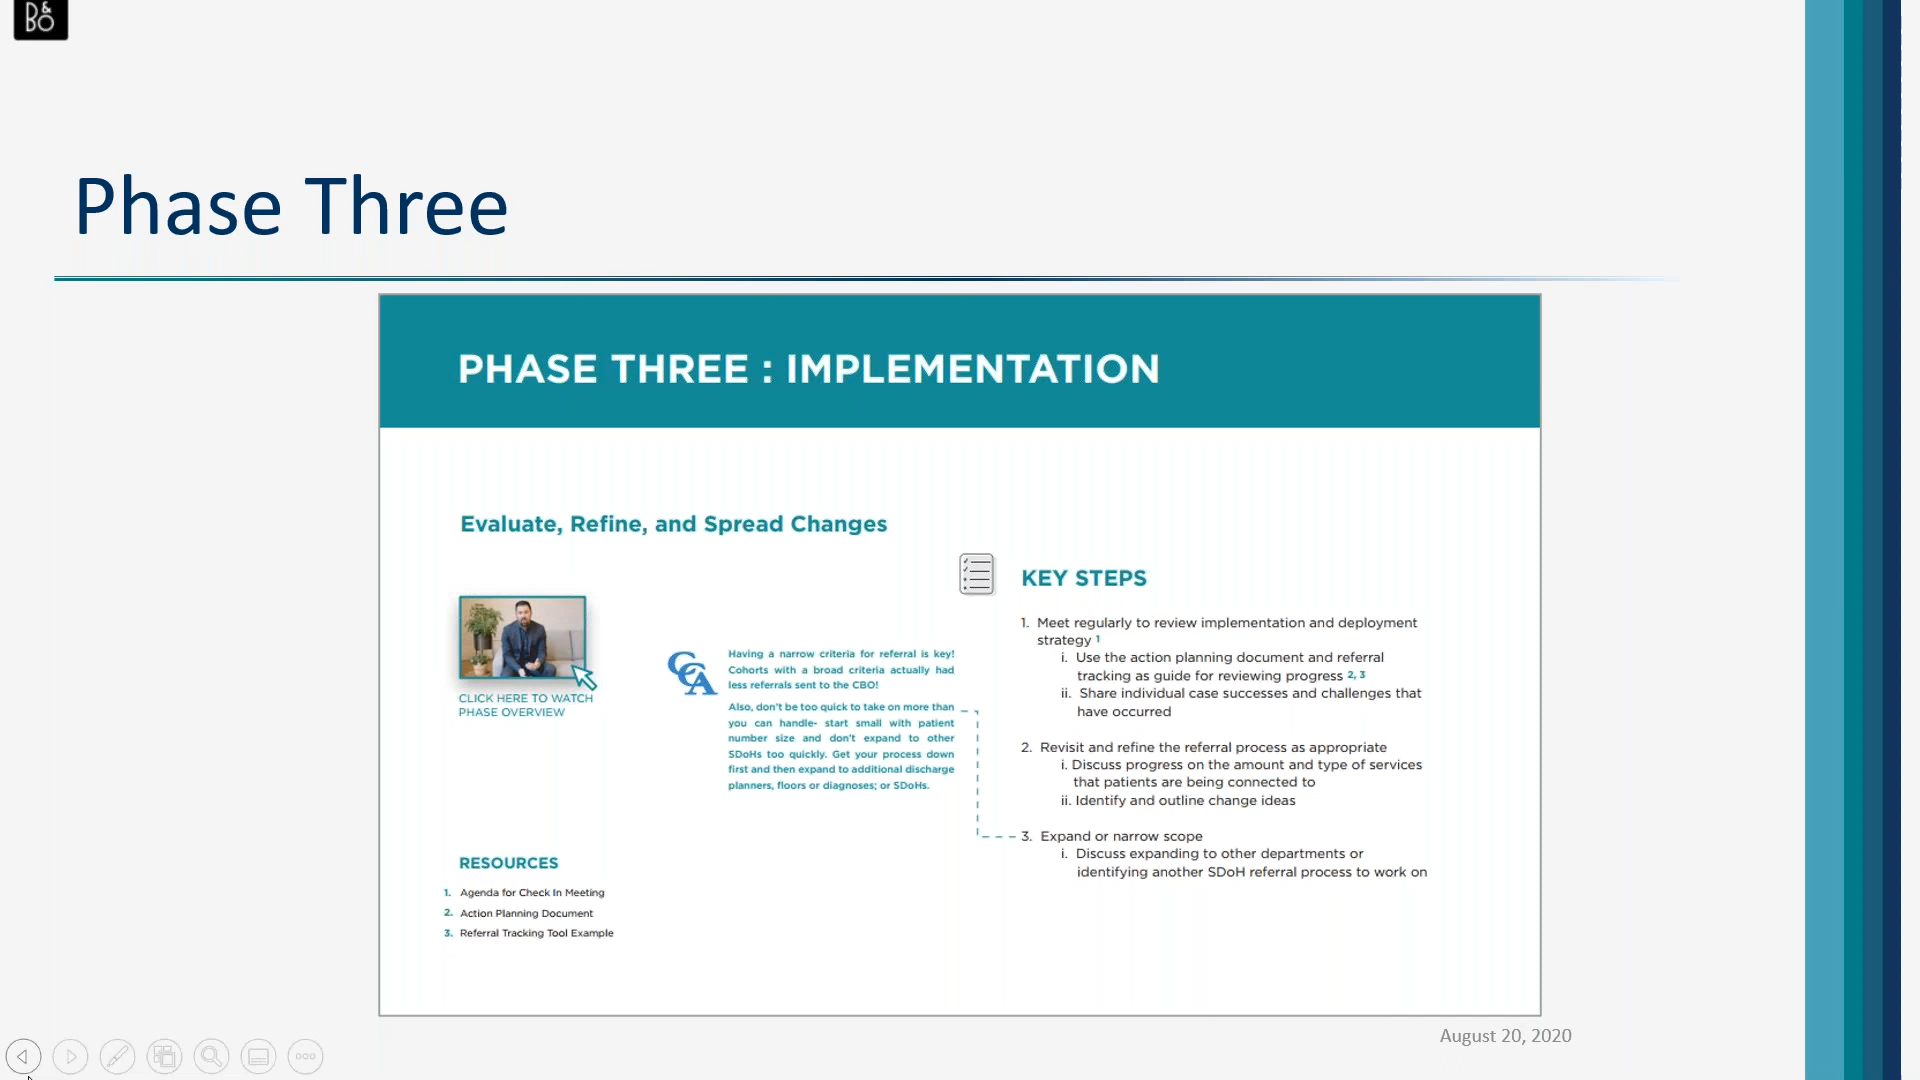 B&O
Phase Three
PHASE THREE : IMPLEMENTATION
Evaluate, Refine, and Spread Changes
CLICK HERE TO WATCH
PHASE OVERVIEW
CCA
Having a narrow criteria for referral is key!
Cohorts with a broad criteria actually had
less referrals sent to the CBO!
Also, don't be too quick to take on more than
you can handle- start small with patient
number size and don't expand to other
SDoHs too quickly. Get your process down
first and then expand to additional discharge
planners, floors or diagnoses; or SDoHs.
RESOURCES
1. Agenda for Check In Meeting
2. Action Planning Document
3. Referral Tracking Tool Example
KEY STEPS
1. Meet regularly to review implementation and deployment
strategy 1
i. Use the action planning document and referral
tracking as guide for reviewing progress 2, 3
ii. Share individual case successes and challenges that
have occurred
2. Revisit and refine the referral process as appropriate
i. Discuss progress on the amount and type of services
that patients are being connected to
ii. Identify and outline change ideas
3. Expand or narrow scope
i. Discuss expanding to other departments or
identifying another SDoH referral process to work on
August 20, 2020